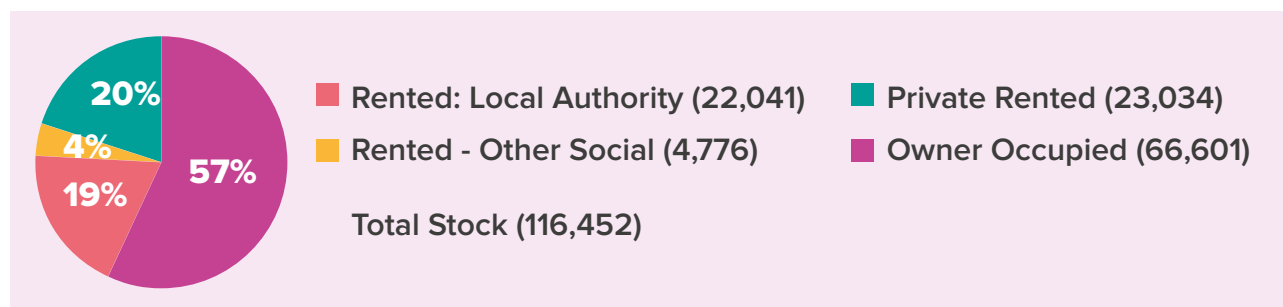 20%
4%
57%
19%
Rented: Local Authority (22,041)
Private Rented (23,034)
Rented - Other Social (4,776)
Owner Occupied (66,601)
Total Stock (116,452)